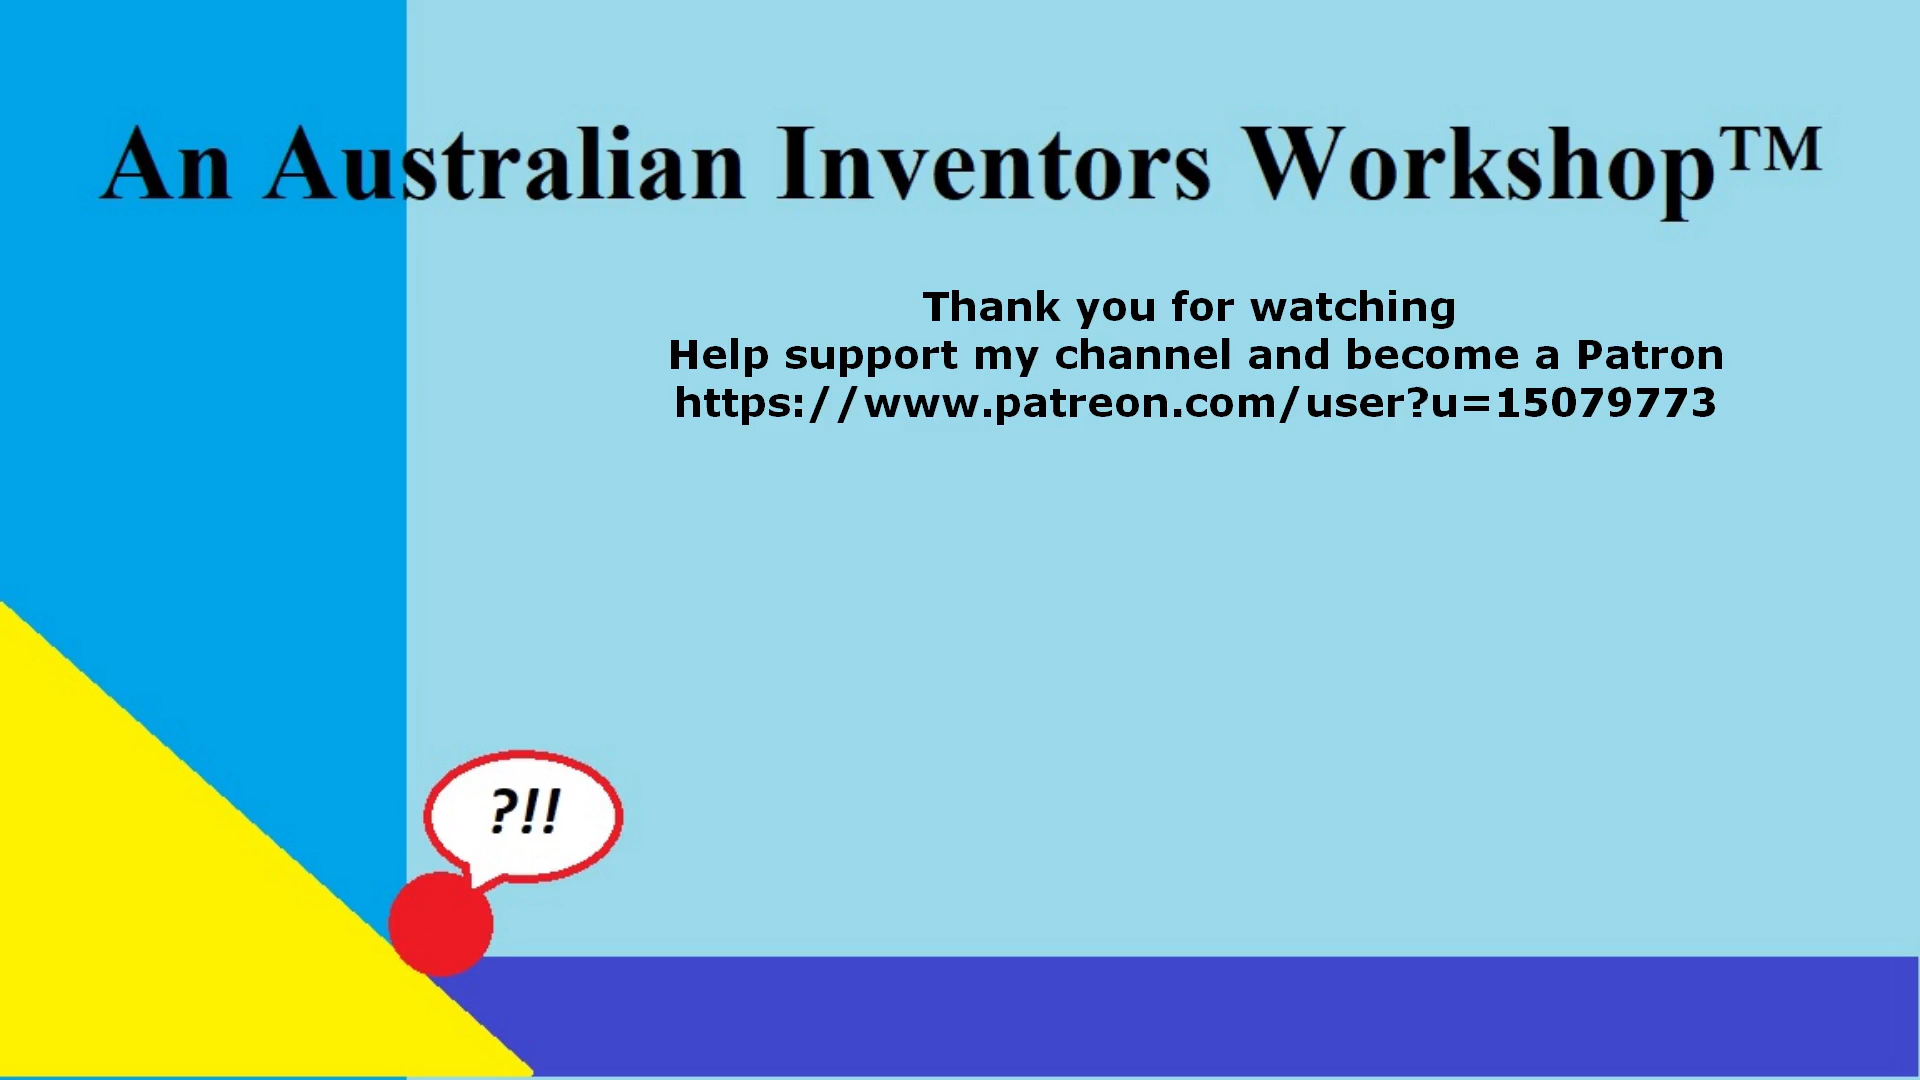 An Australian Inventors Workshop™
Thank you for watching
Help support my channel and become a Patron
https://www.patreon.com/user?u=15079773
?!!